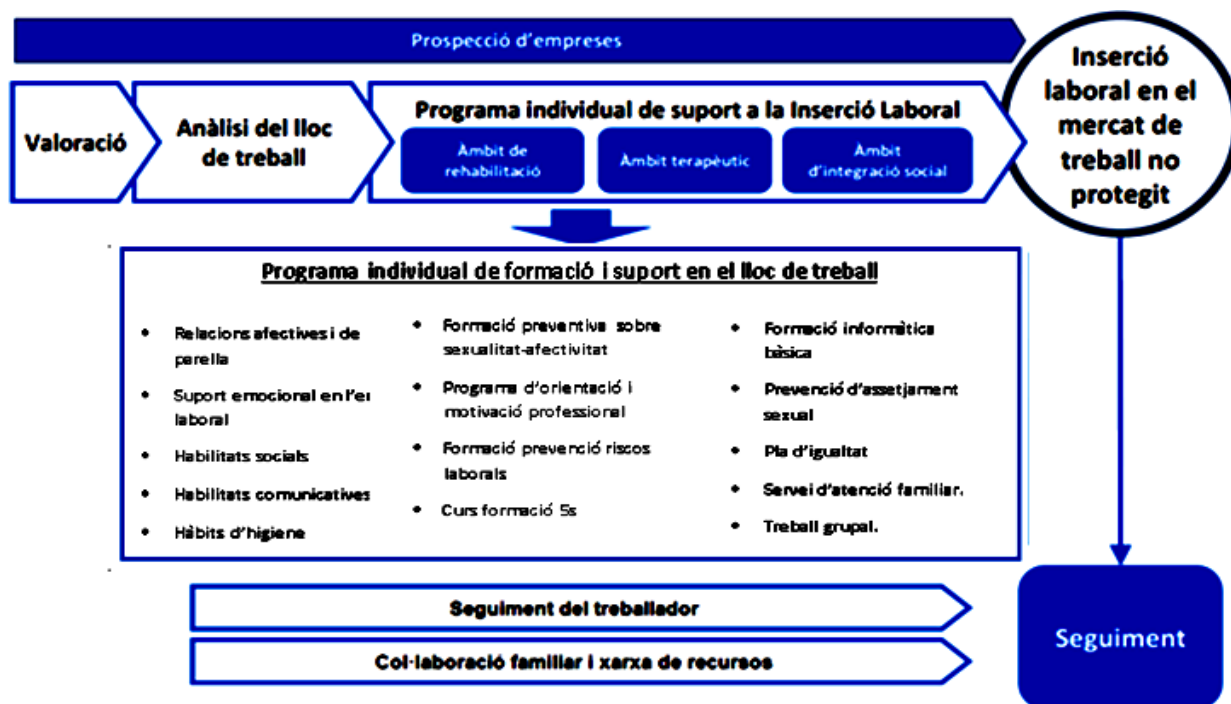 Prospecció d'empreses
Valoració
Anàlisi del lloc
de treball
Programa individual de suport a la Inserció Laboral
Àmbit de
rehabilitació
Àmbit terapèutic
Àmbit
d'integració social
Inserció
laboral en el
mercat de
treball no
protegit
Programa individual de formació i suport en el lloc de treball
• Relacions afectives i de
parella
• Suport emocional en l'
laboral
• Habilitats socials
• Habilitats comunicatives
• Hàbits d'higiene
• Formació preventiva sobre
sexualitat-afectivitat
• Programa d'orientació i
motivació professional
• Formació prevenció riscos
laborals
• Curs formació 5s
• Formació informàtica
bàsica
• Prevenció d'assetjament
sexual
• Pla d'igualtat
• Servei d'atenció familiar.
• Treball grupal.
Seguiment del treballador
Col·laboració familiar i xarxa de recursos
Seguiment